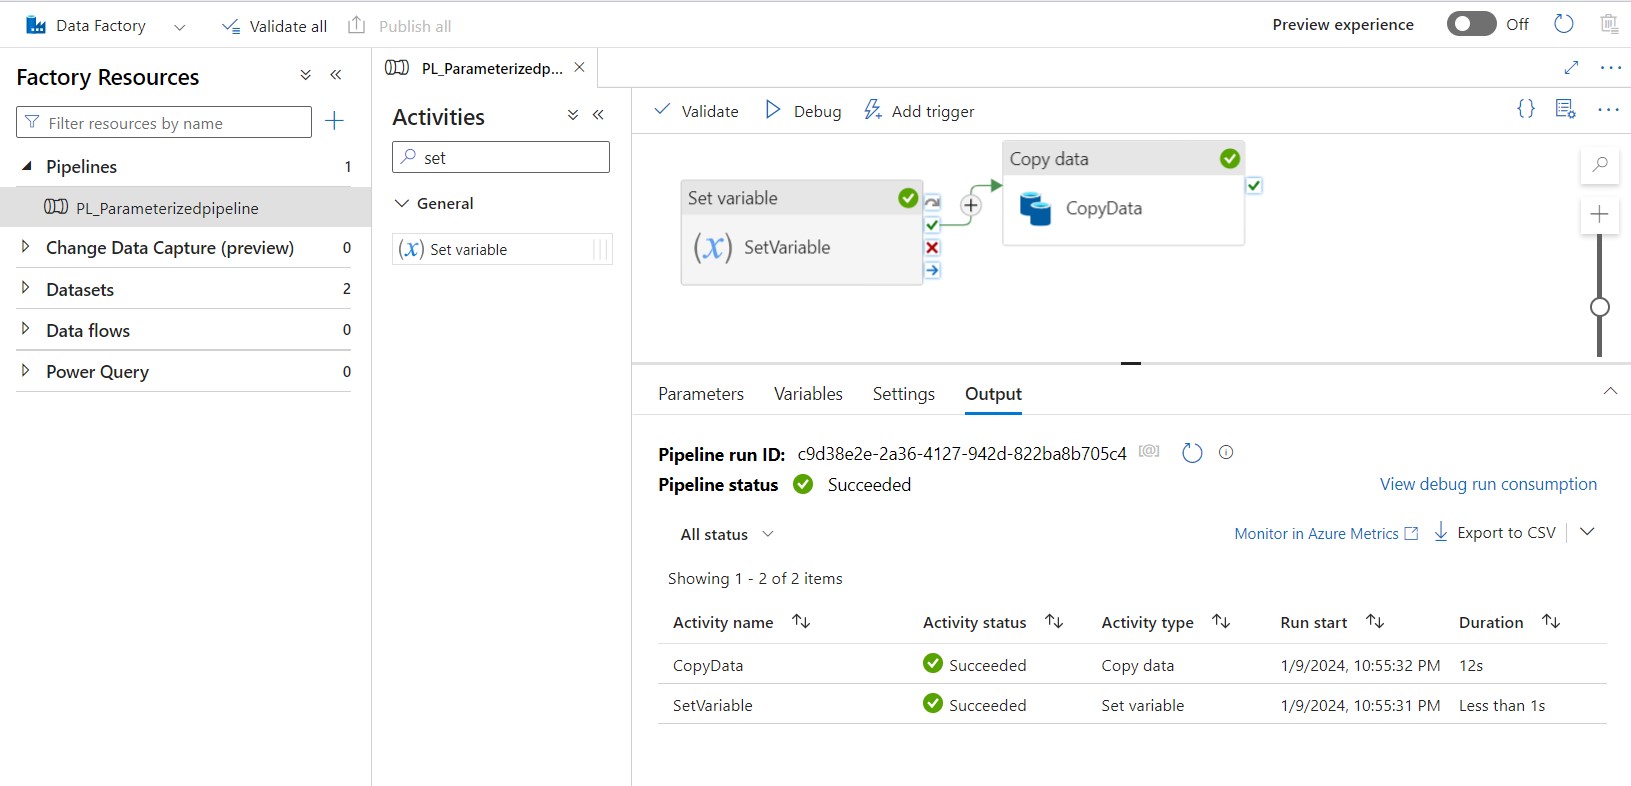 Data Factory Validate all Publish all Preview experience Off
Factory Resources
Filter resources by name
Pipelines 1
PL_Parameterizedpipeline
Change Data Capture (preview) 0
Datasets 2
Data flows 0
Power Query 0
PL_Parameterizedp...
Activities
set
General
(x) Set variable
Validate Debug Add trigger {}
Set variable
(x) SetVariable
Copy data
CopyData
Parameters Variables Settings Output
Pipeline run ID: c9d38e2e-2a36-4127-942d-822ba8b705c4 [@]
Pipeline status Succeeded
View debug run consumption
All status
Monitor in Azure Metrics Export to CSV
Showing 1 - 2 of 2 items
Activity name Activity status Activity type Run start Duration
CopyData Succeeded Copy data 1/9/2024, 10:55:32 PM 12s
SetVariable Succeeded Set variable 1/9/2024, 10:55:31 PM Less than 1s